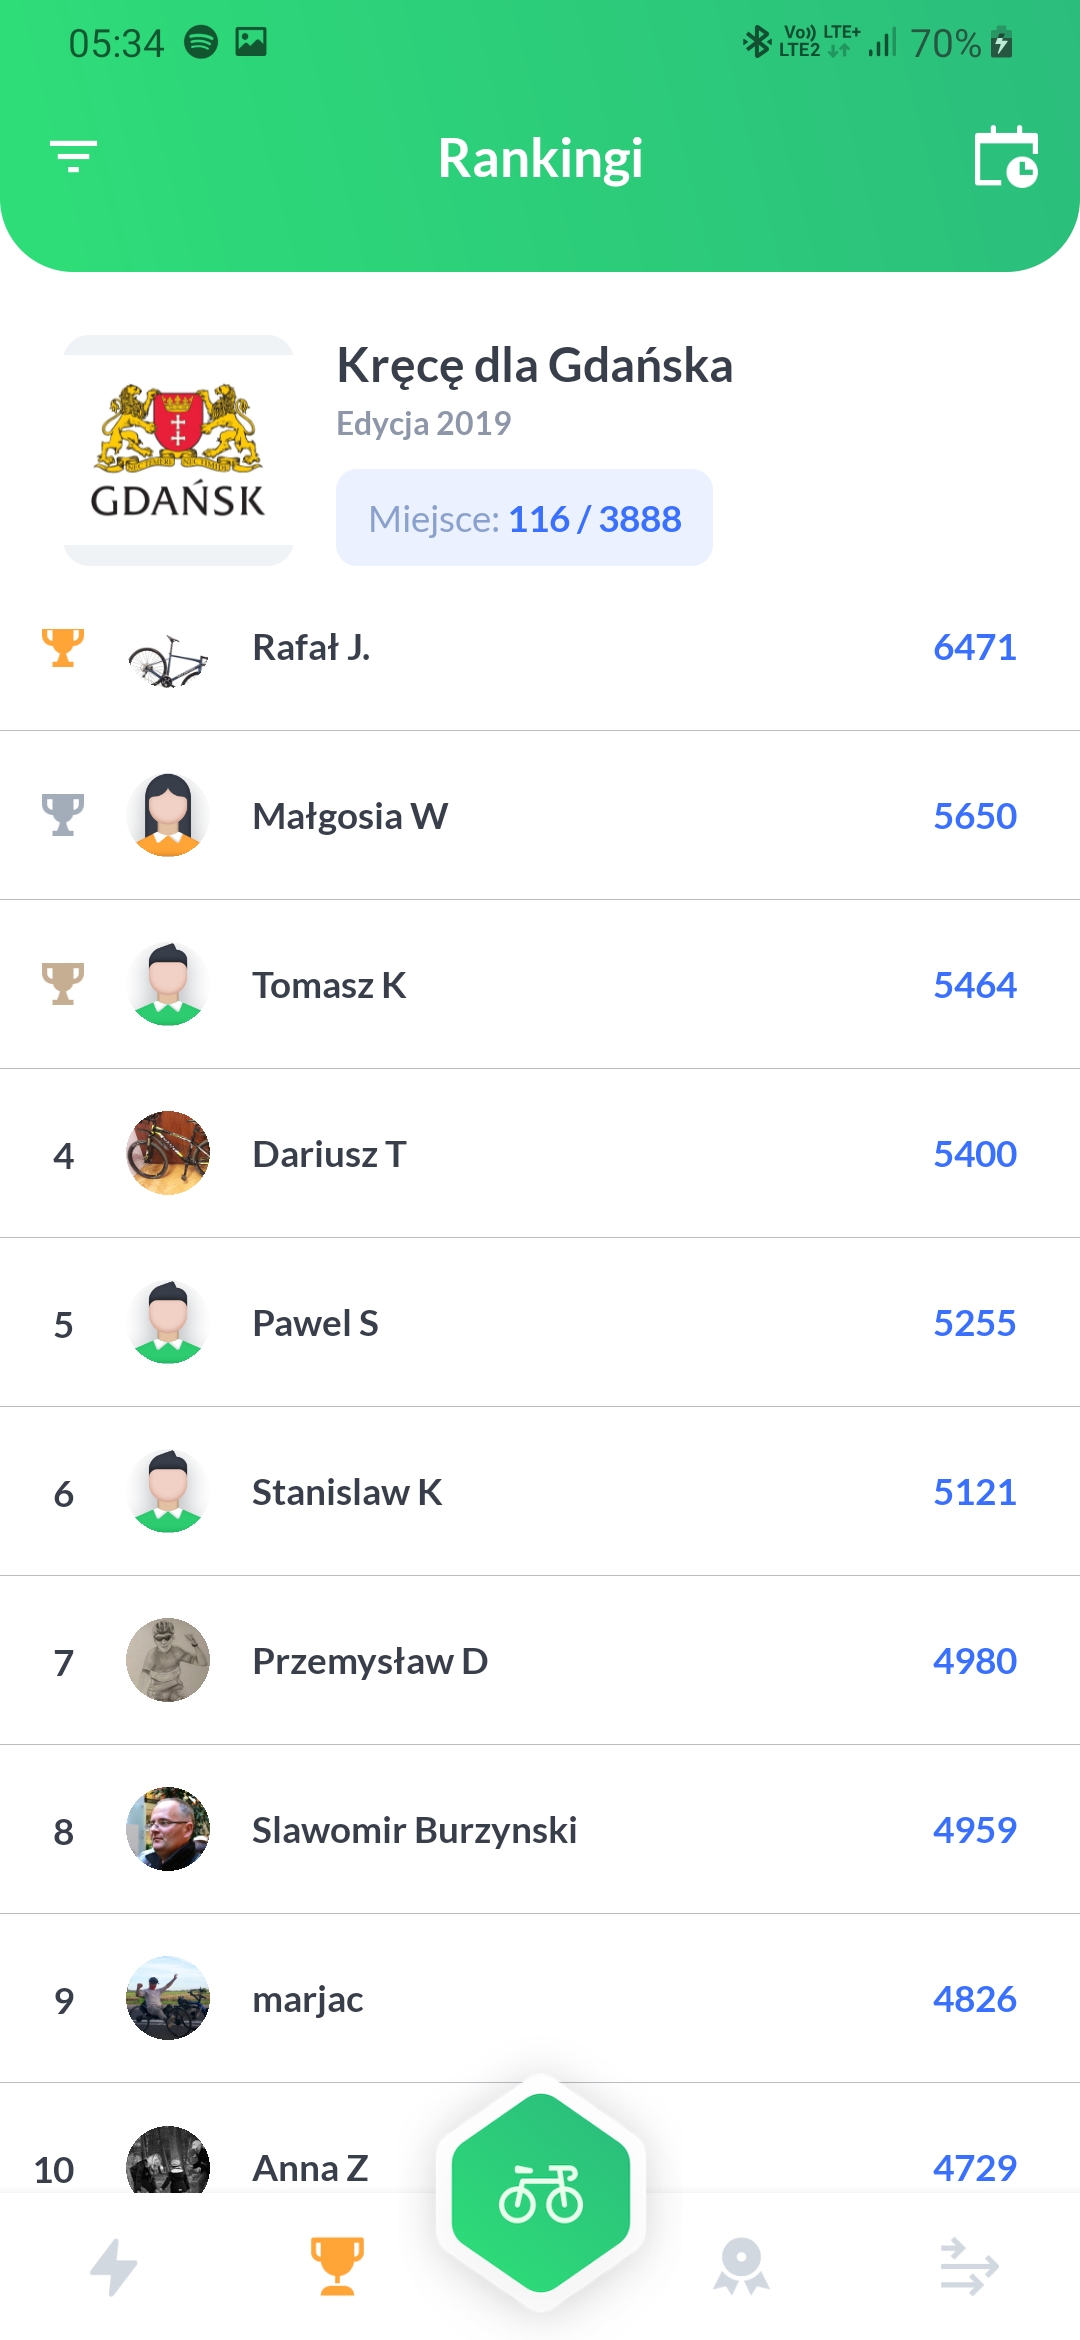 05:34
Vo)) LTE+
LTE2
70%
Rankingi
GDAŃSK
Kręcę dla Gdańska
Edycja 2019
Miejsce: 116 / 3888
Rafał J. 6471
Małgosia W 5650
Tomasz K 5464
4 Dariusz T 5400
5 Pawel S 5255
6 Stanislaw K 5121
7 Przemysław D 4980
8 Slawomir Burzynski 4959
9 marjac 4826
10 Anna Z 4729